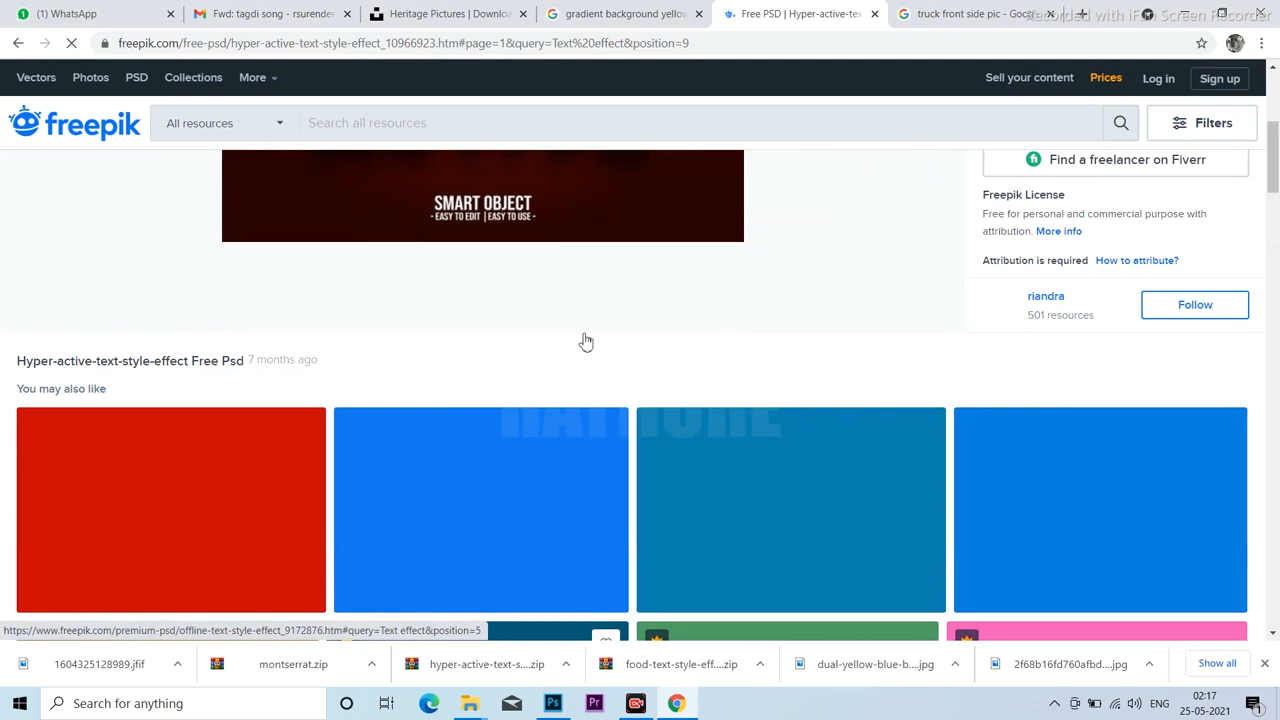 (1) WhatsApp
Fwd: tagdi song - rsurender
Heritage Pictures | Downloa
gradient background yellow
Free PSD | Hyper-active-tex
truck front side pic - Goo
Recorded with iFun Screen Recorder
freepik.com/free-psd/hyper-active-text-style-effect_10966923.htm#page=1&query=Text%20effect&position=9
Vectors Photos PSD Collections More Sell your content Prices Log in Sign up
freepik All resources Search all resources Filters
Find a freelancer on Fiverr
SMART OBJECT
- EASY TO EDIT | EASY TO USE -
Freepik License
Free for personal and commercial purpose with
attribution. More info
Attribution is required How to attribute?
riandra
501 resources
Follow
Hyper-active-text-style-effect Free Psd 7 months ago
You may also like
RATHORE
https://www.freepik.com/premium-psd/offline-text-style-effect_9172876.htm#query=Text effect&position=5
1604325128989.jfif montserrat.zip hyper-active-text-s....zip food-text-style-eff....zip dual-yellow-blue-b....jpg 2f68b16fd760afbd....jpg Show all
Search for anything
Ps Pr
ENG
02:17
25-05-2021
1